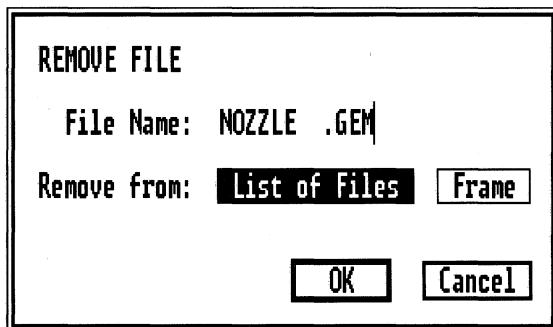 REMOVE FILE
File Name: NOZZLE .GEM
Remove from: List of Files Frame
OK Cancel